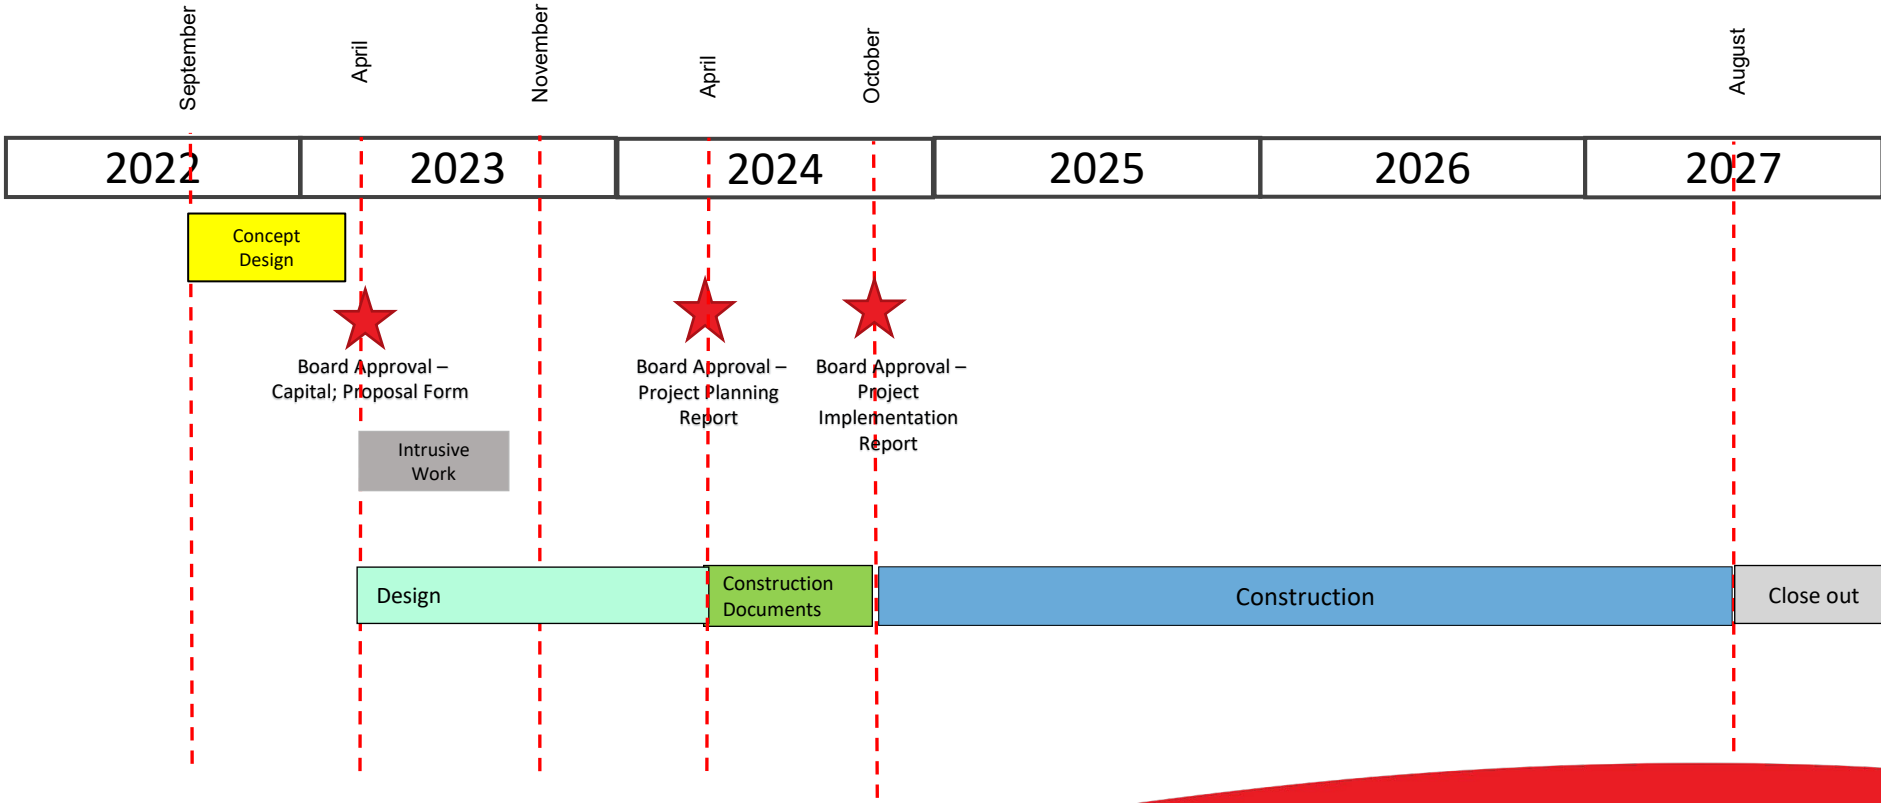 September
April
November
April
October
August
2022
2023
2024
2025
2026
2027
Concept
Design
Board Approval –
Capital; Proposal Form
Board Approval –
Project Planning
Report
Board Approval –
Project
Implementation
Report
Intrusive
Work
Design
Construction
Documents
Construction
Close out